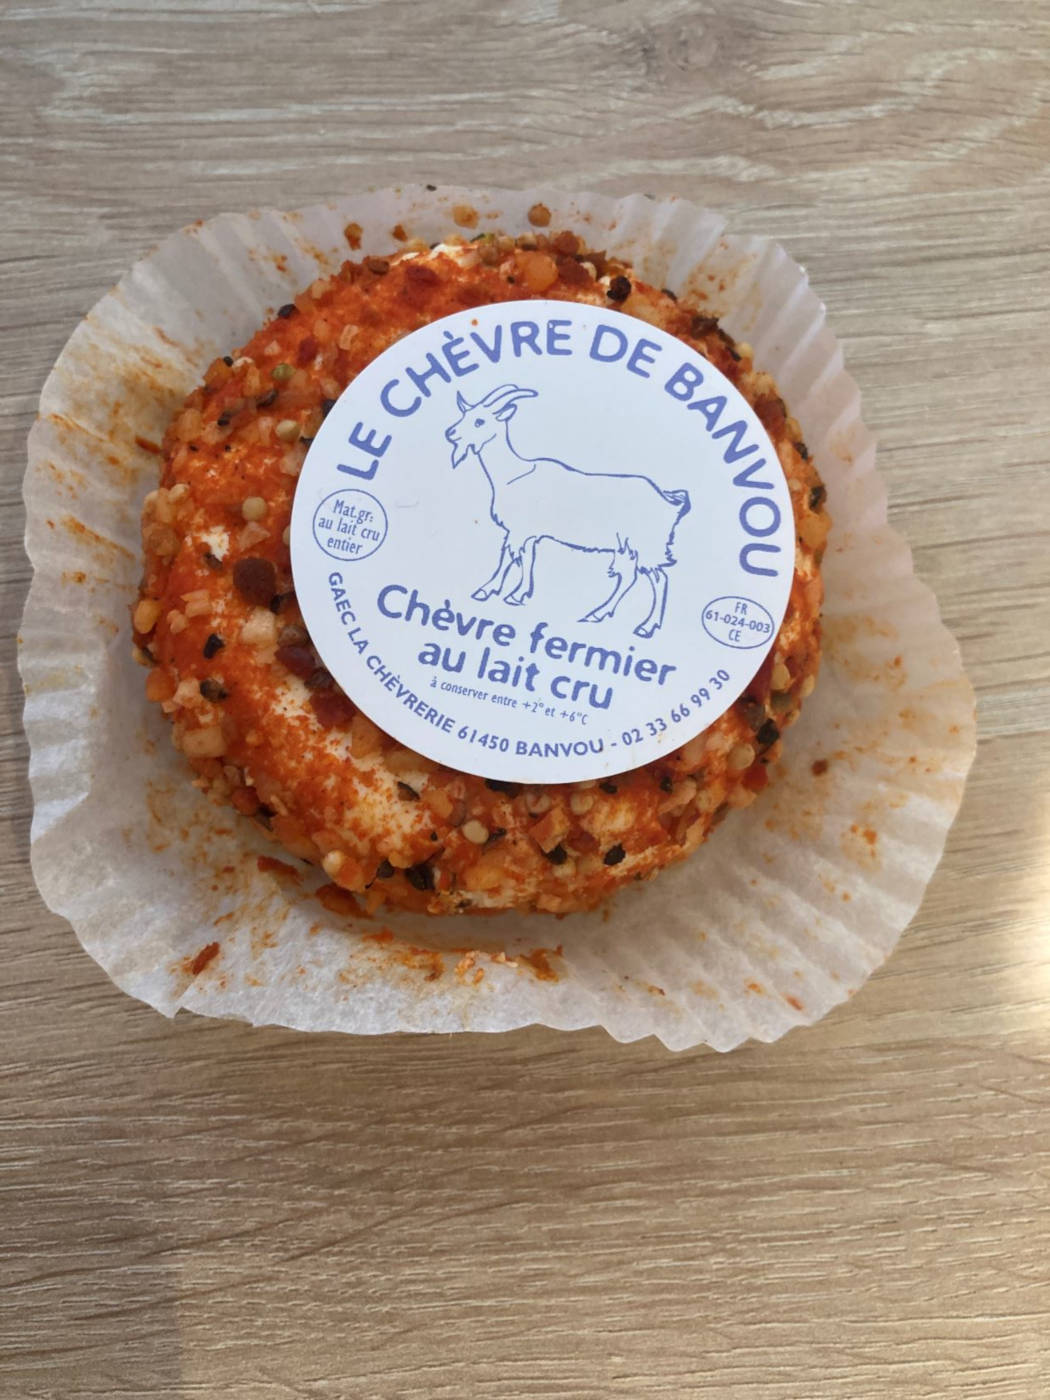 LE CHÈVRE DE BANVOU
Mat.gr:
au lait cru
entier
FR
61-024-003
CE
Chèvre fermier
au lait cru
à conserver entre +2° et +6°C
GAEC LA CHÈVRERIE 61450 BANVOU - 02 33 66 99 30